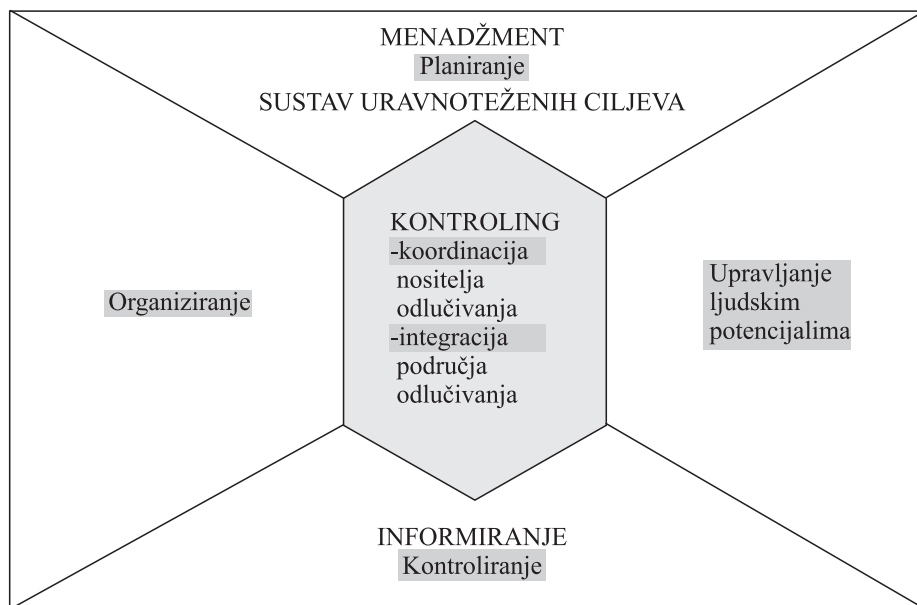 MENADŽMENT
Planiranje
SUSTAV URAVNOTEŽENIH CILJEVA
Organiziranje
KONTROLING
-koordinacija
nositelja
odlučivanja
-integracija
područja
odlučivanja
Upravljanje
ljudskim
potencijalima
INFORMIRANJE
Kontroliranje